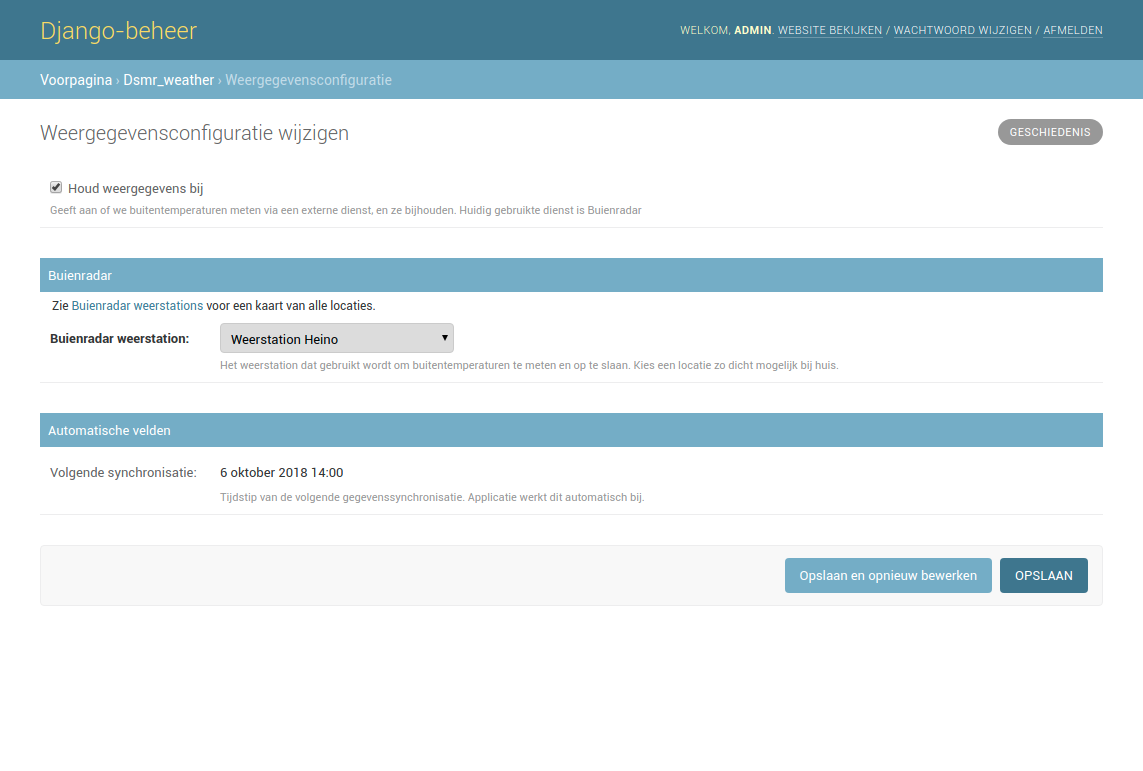 Django-beheer
WELKOM, ADMIN. WEBSITE BEKIJKEN / WACHTWOORD WIJZIGEN / AFMELDEN
Voorpagina › Dsmr_weather › Weergegevensconfiguratie
Weergegevensconfiguratie wijzigen
GESCHIEDENIS
Houd weergegevens bij
Geeft aan of we buitentemperaturen meten via een externe dienst, en ze bijhouden. Huidig gebruikte dienst is Buienradar
Buienradar
Zie Buienradar weerstations voor een kaart van alle locaties.
Buienradar weerstation: Weerstation Heino
Het weerstation dat gebruikt wordt om buitentemperaturen te meten en op te slaan. Kies een locatie zo dicht mogelijk bij huis.
Automatische velden
Volgende synchronisatie: 6 oktober 2018 14:00
Tijdstip van de volgende gegevenssynchronisatie. Applicatie werkt dit automatisch bij.
Opslaan en opnieuw bewerken OPSLAAN